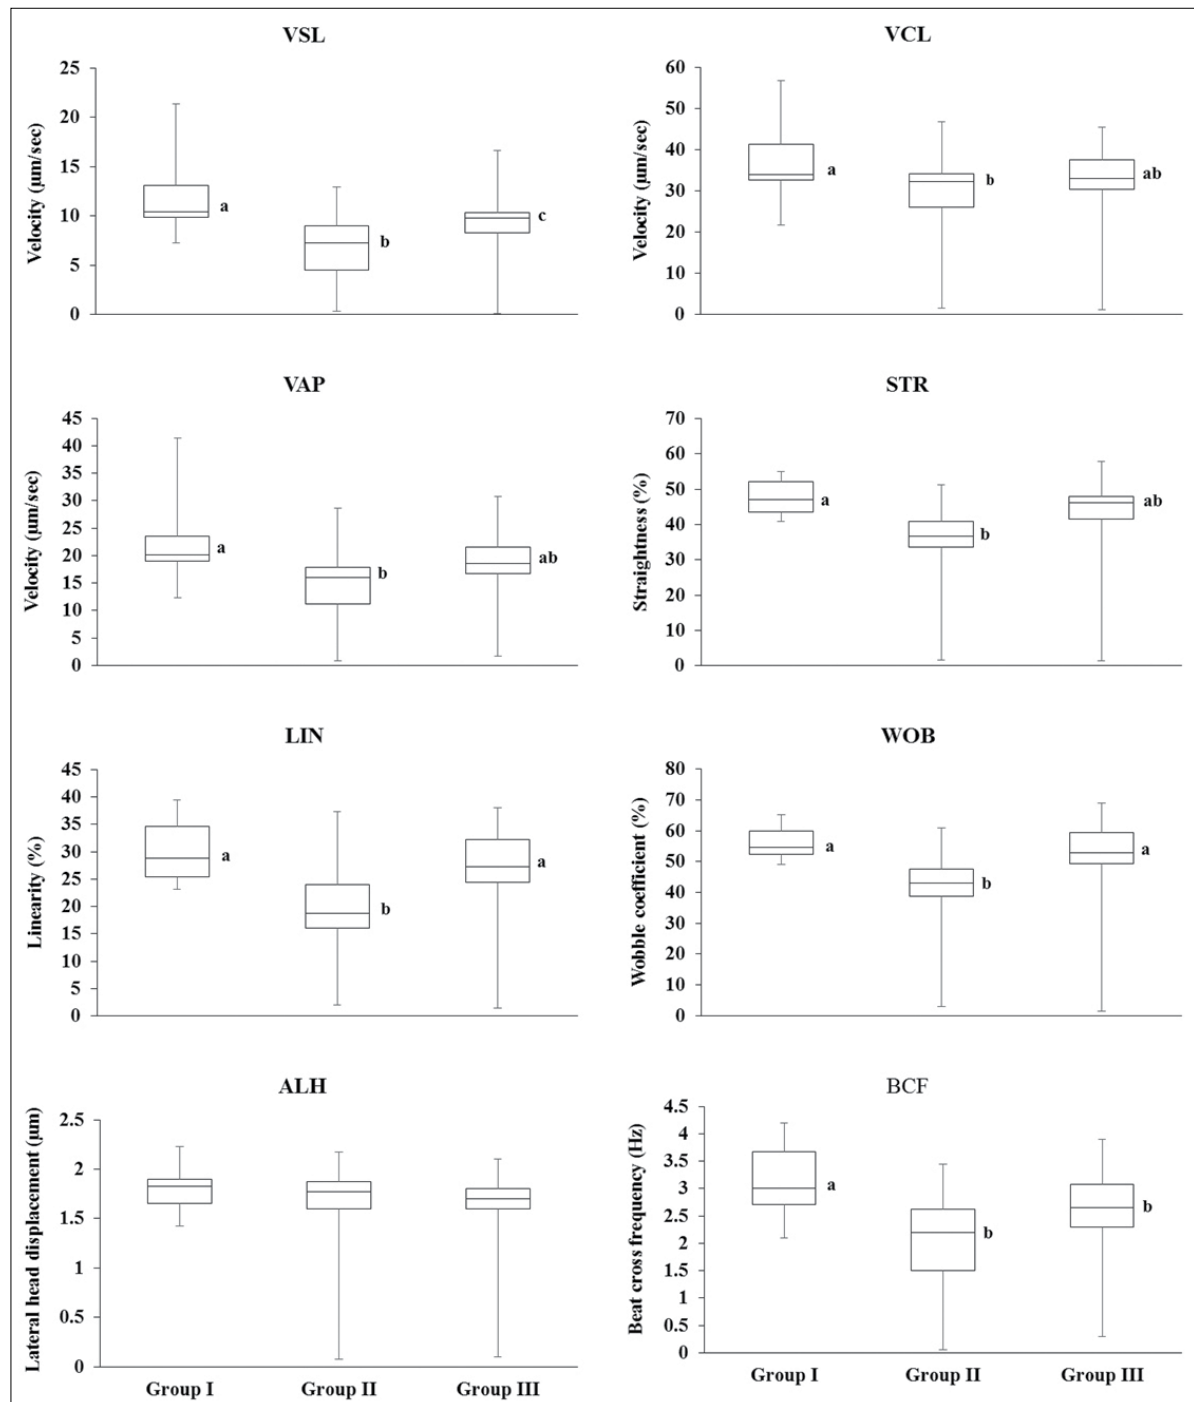 VSL
Velocity (µm/sec)
25
20
15
10
5
0
a
b
c
VCL
Velocity (µm/sec)
60
50
40
30
20
10
0
a
b
ab
VAP
Velocity (µm/sec)
45
40
35
30
25
20
15
10
5
0
a
b
ab
STR
Straightness (%)
70
60
50
40
30
20
10
0
a
b
ab
LIN
Linearity (%)
45
40
35
30
25
20
15
10
5
0
a
b
a
WOB
Wobble coefficient (%)
80
70
60
50
40
30
20
10
0
a
b
a
ALH
Lateral head displacement (µm)
2.5
2
1.5
1
0.5
0
Group I
Group II
Group III
BCF
Beat cross frequency (Hz)
4.5
4
3.5
3
2.5
2
1.5
1
0.5
0
a
b
b
Group I
Group II
Group III